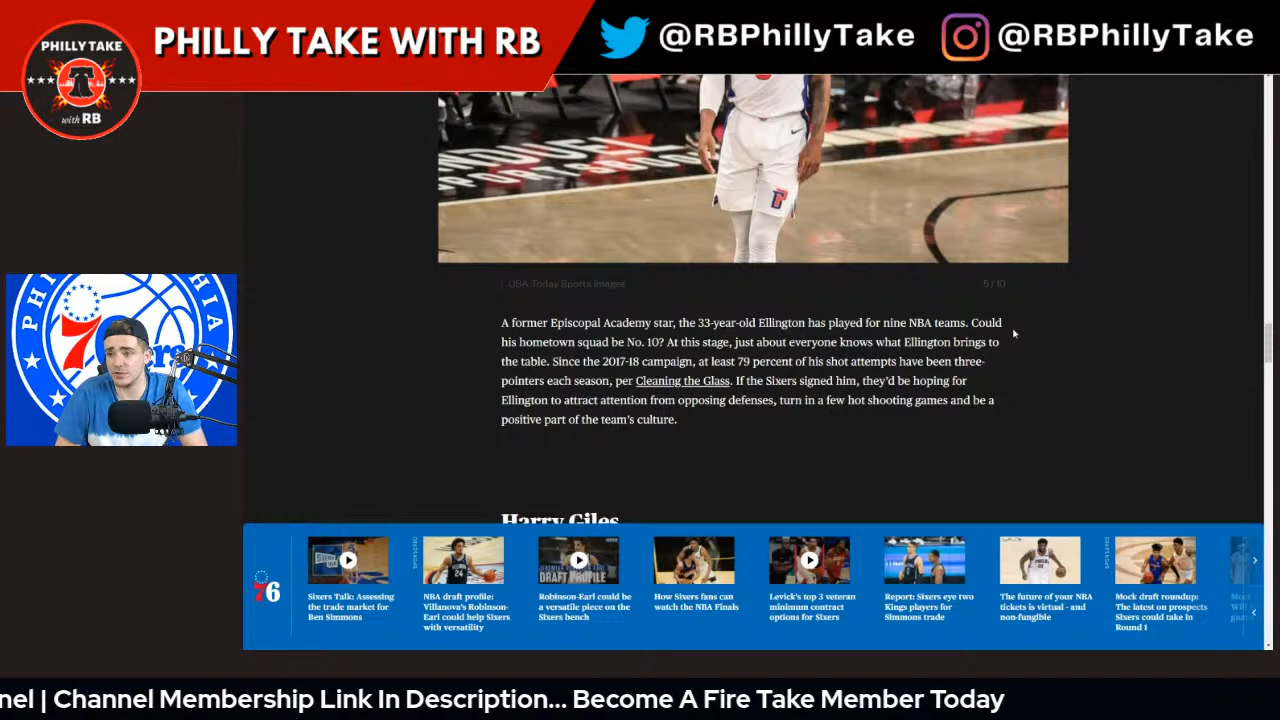 PHILLY TAKE
with RB
PHILLY TAKE WITH RB
@RBPhillyTake
@RBPhillyTake
USA Today Sports Images
5/10
A former Episcopal Academy star, the 33-year-old Ellington has played for nine NBA teams. Could
his hometown squad be No. 10? At this stage, just about everyone knows what Ellington brings to
the table. Since the 2017-18 campaign, at least 79 percent of his shot attempts have been three-
pointers each season, per Cleaning the Glass. If the Sixers signed him, they'd be hoping for
Ellington to attract attention from opposing defenses, turn in a few hot shooting games and be a
positive part of the team's culture.
Harry Giles
76
Sixers Talk: Assessing
the trade market for
Ben Simmons
NBA draft profile:
Villanova's Robinson-
Earl could help Sixers
with versatility
DRAFT PROFILE
Robinson-Earl could be
a versatile piece on the
Sixers bench
How Sixers fans can
watch the NBA Finals
Levick's top 3 veteran
minimum contract
options for Sixers
Report: Sixers eye two
Kings players for
Simmons trade
The future of your NBA
tickets is virtual - and
non-fungible
Mock draft roundup:
The latest on prospects
Sixers could take in
Round 1
nel | Channel Membership Link In Description... Become A Fire Take Member Today